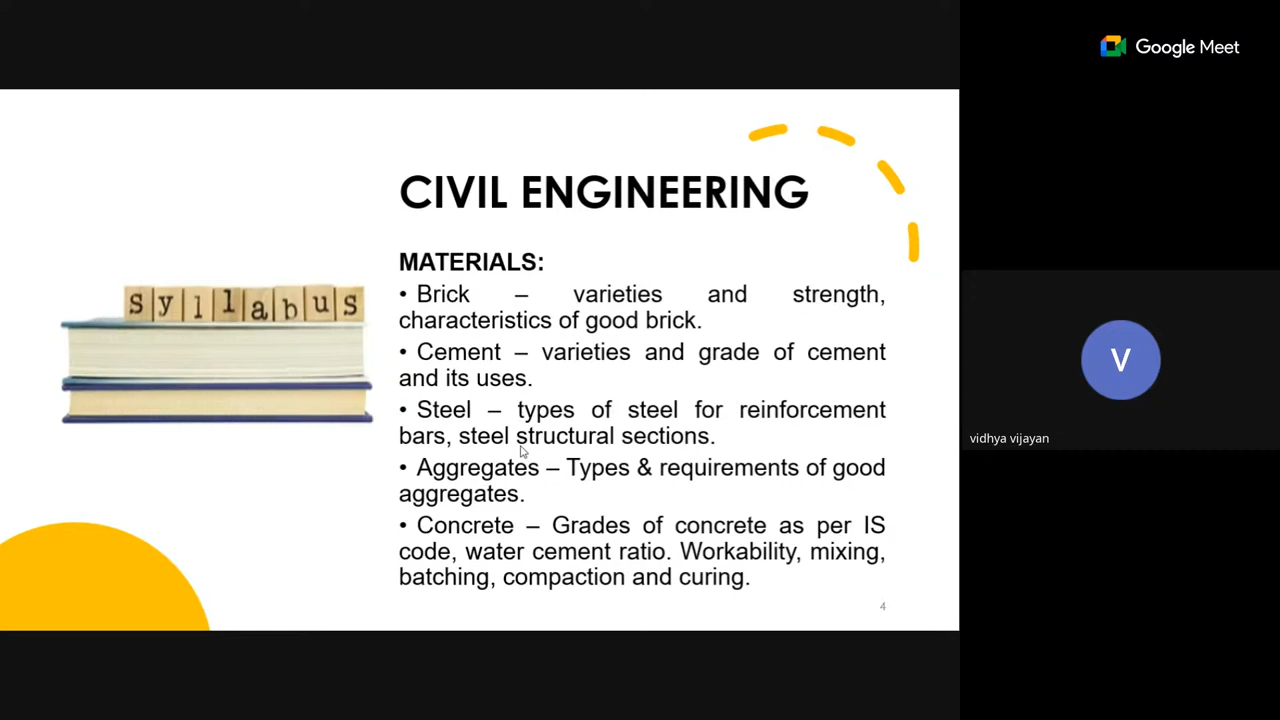 Google Meet
CIVIL ENGINEERING
MATERIALS:
• Brick – varieties and strength,
characteristics of good brick.
• Cement – varieties and grade of cement
and its uses.
• Steel – types of steel for reinforcement
bars, steel structural sections.
• Aggregates – Types & requirements of good
aggregates.
• Concrete – Grades of concrete as per IS
code, water cement ratio. Workability, mixing,
batching, compaction and curing.
4
syllabus
V
vidhya vijayan